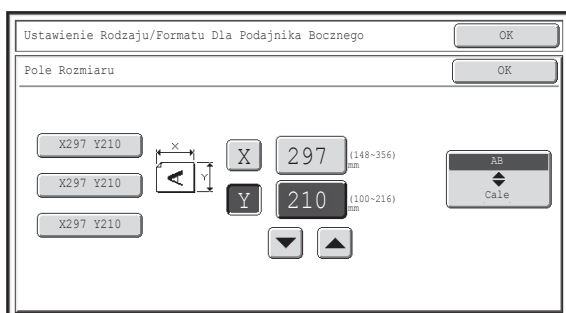 Ustawienie Rodzaju/Formatu Dla Podajnika Bocznego OK
Pole Rozmiaru OK
X297 Y210
X297 Y210
X297 Y210
X
Y
A
X 297 (148~356) mm
Y 210 (100~216) mm
AB
Cale